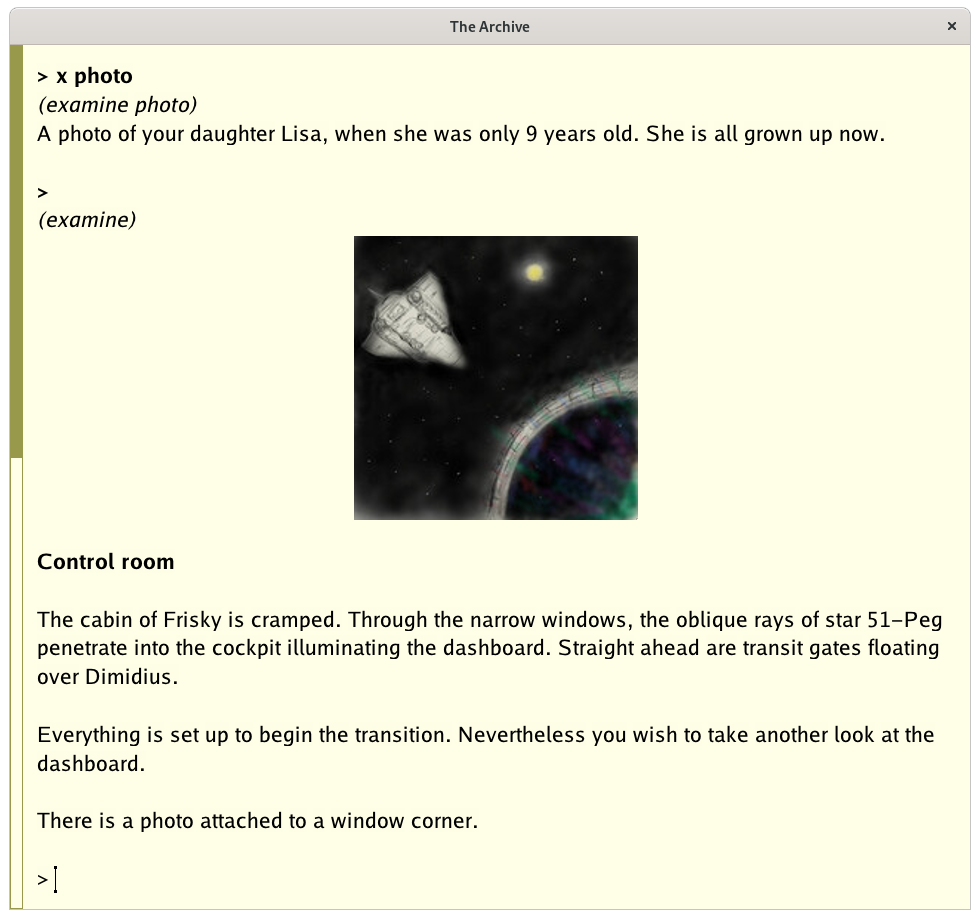 The Archive
×
> x photo
(examine photo)
A photo of your daughter Lisa, when she was only 9 years old. She is all grown up now.
>
(examine)
Control room
The cabin of Frisky is cramped. Through the narrow windows, the oblique rays of star 51–Peg
penetrate into the cockpit illuminating the dashboard. Straight ahead are transit gates floating
over Dimidius.
Everything is set up to begin the transition. Nevertheless you wish to take another look at the
dashboard.
There is a photo attached to a window corner.
>